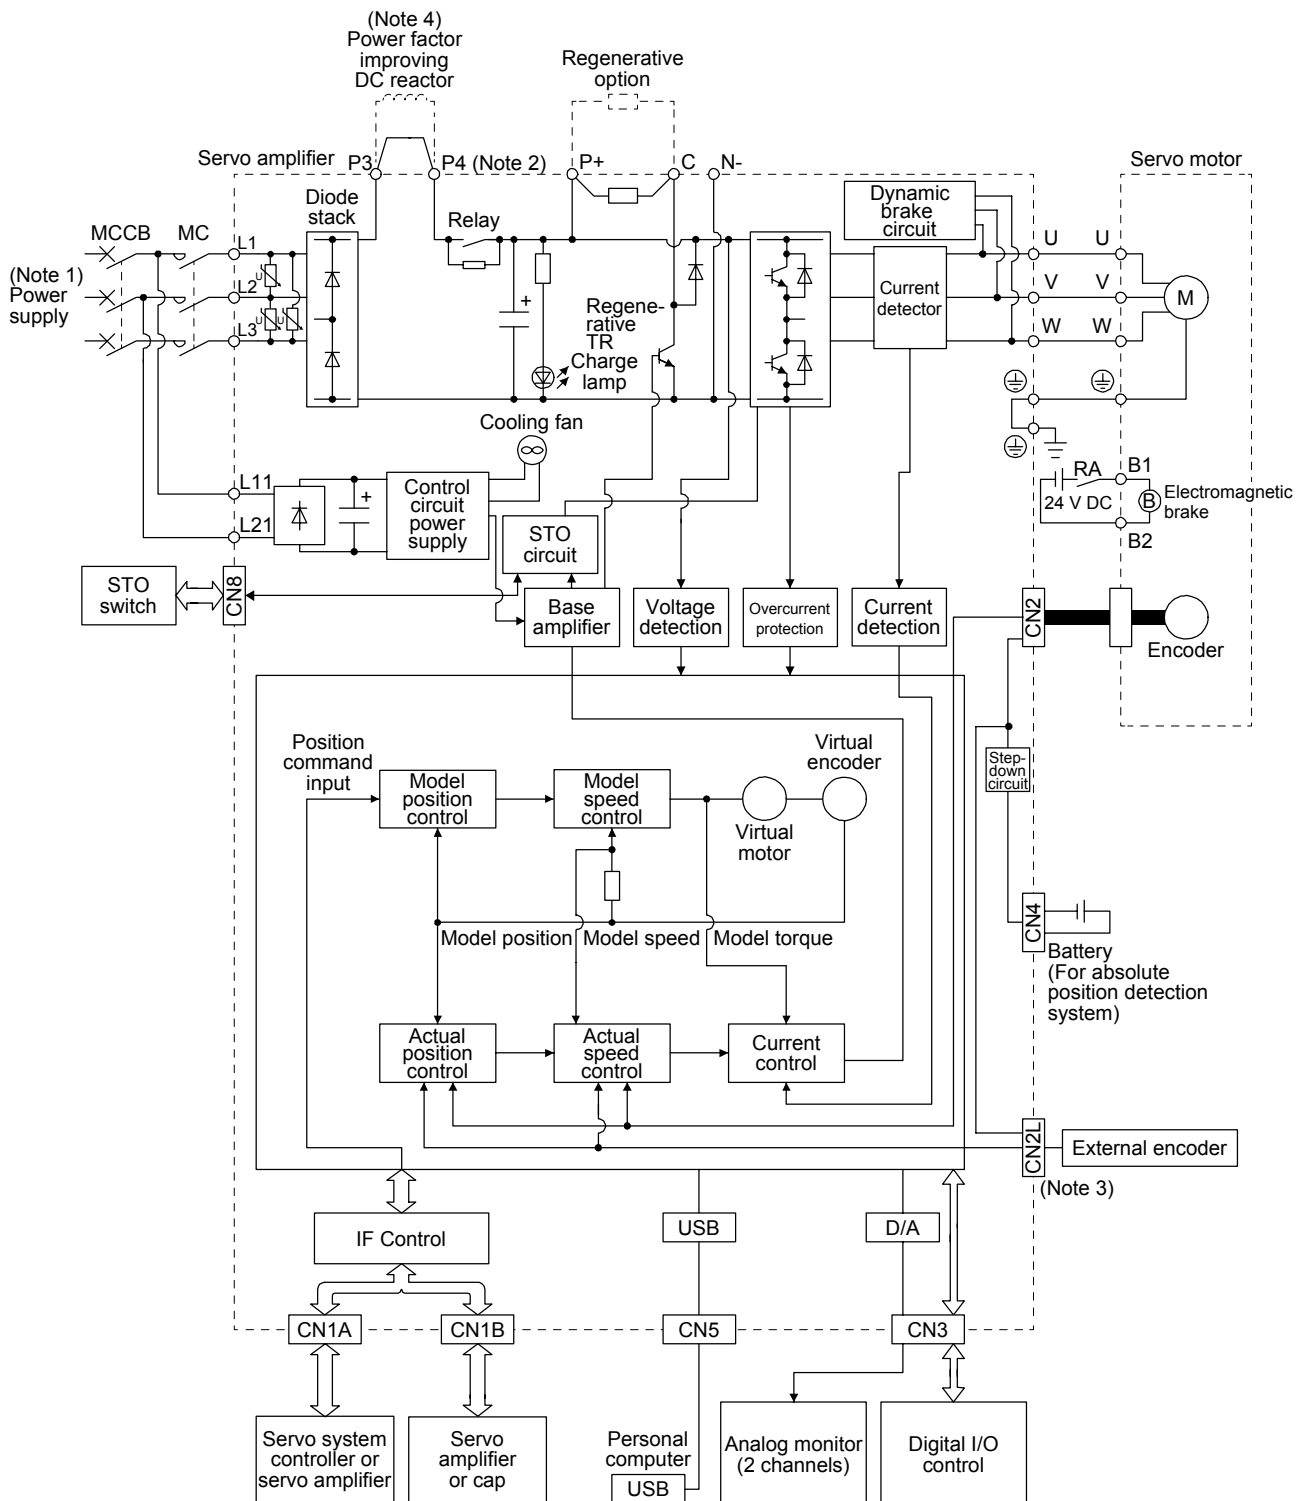 (Note 4)
Power factor
improving
DC reactor
Regenerative
option
Servo amplifier
P3
P4 (Note 2)
P+
C
N-
Servo motor
Diode
stack
Relay
Dynamic
brake
circuit
MCCB
MC
L1
L2
L3
(Note 1)
Power
supply
U
U
U
+
Regene-
rative
TR
Charge
lamp
Current
detector
U
V
W
U
V
W
M
Cooling fan
L11
L21
+
Control
circuit
power
supply
STO
circuit
RA
24 V DC
B1
B
B2
Electromagnetic
brake
STO
switch
CN8
Base
amplifier
Voltage
detection
Overcurrent
protection
Current
detection
CN2
Encoder
Position
command
input
Model
position
control
Model
speed
control
Virtual
encoder
Virtual
motor
Step-
down
circuit
Model position
Model speed
Model torque
CN4
Battery
(For absolute
position detection
system)
Actual
position
control
Actual
speed
control
Current
control
CN2L
External encoder
(Note 3)
IF Control
USB
D/A
CN1A
CN1B
CN5
CN3
Servo system
controller or
servo amplifier
Servo
amplifier
or cap
Personal
computer
USB
Analog monitor
(2 channels)
Digital I/O
control